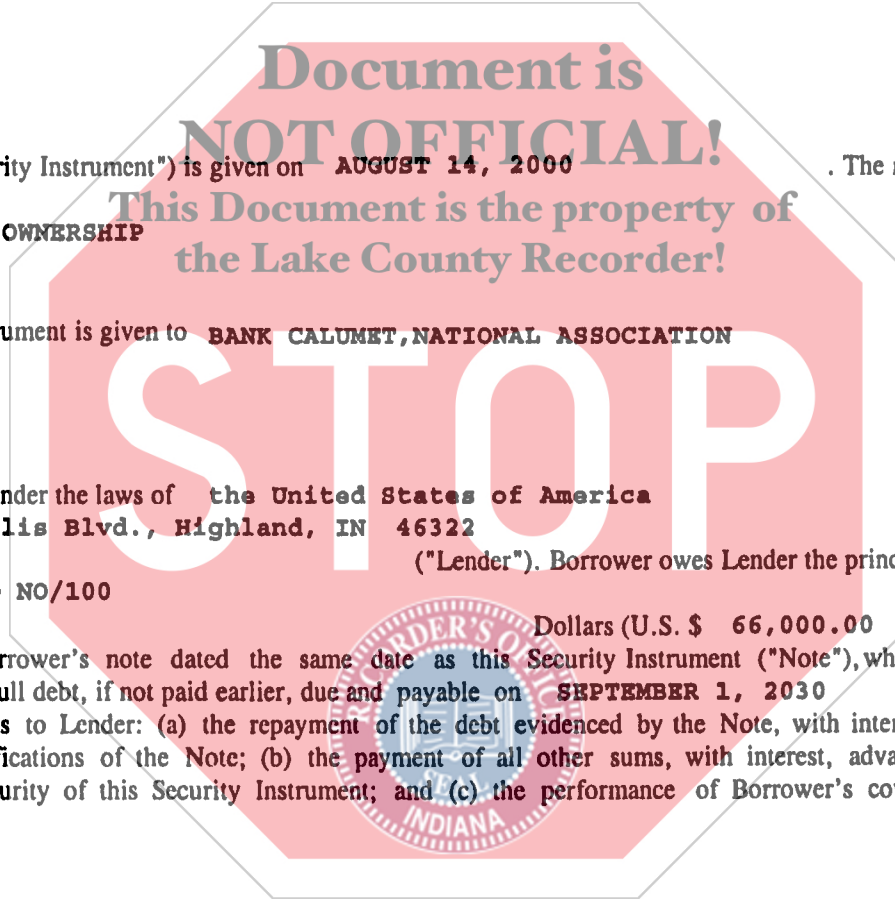 Document is
NOT OFFICIAL!
rity Instrument") is given on AUGUST 14, 2000 . The
This Document is the property of
OWNERSHIP
the Lake County Recorder!
ument is given to BANK CALUMET,NATIONAL ASSOCIATION
STOP
nder the laws of the United States of America
lis Blvd., Highland, IN 46322
("Lender"). Borrower owes Lender the princ
NO/100
Dollars (U.S. $ 66,000.00
rrower's note dated the same date as this Security Instrument ("Note"),wh
ull debt, if not paid earlier, due and payable on SEPTEMBER 1, 2030
s to Lender: (a) the repayment of the debt evidenced by the Note, with inter
fications of the Note; (b) the payment of all other sums, with interest, adva
urity of this Security Instrument; and (c) the performance of Borrower's co
RECORDER'S OFFICE
SEAL
INDIANA